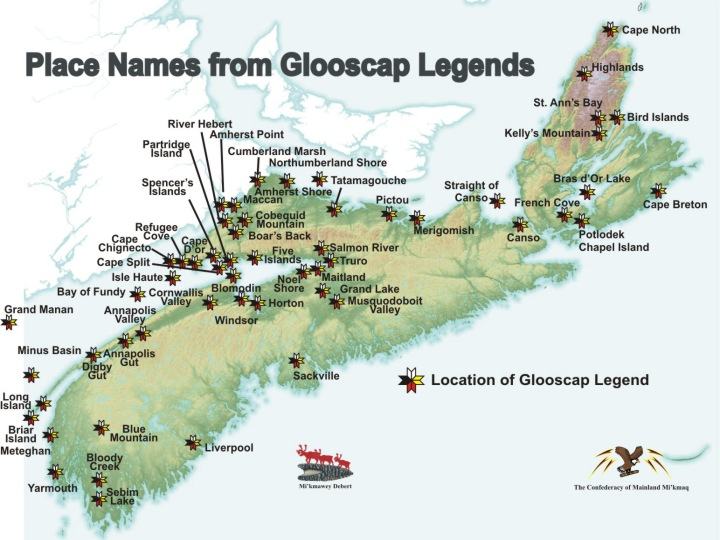 Place Names from Glooscap Legends
Cape North
Highlands
St. Ann's Bay
Bird Islands
Kelly's Mountain
River Hebert
Amherst Point
Partridge
Island
Cumberland Marsh
Northumberland Shore
Spencer's
Islands
Amherst Shore
Maccan
Tatamagouche
Pictou
Straight of
Canso
Bras d'Or Lake
French Cove
Cape Breton
Merigomish
Canso
Potlodek
Chapel Island
Cobequid
Mountain
Boar's Back
Refugee
Cove
Cape
Chignecto
Cape
D'or
Cape Split
Five
Islands
Salmon River
Truro
Isle Haute
Noel
Shore
Maitland
Bay of Fundy
Cornwallis
Valley
Blomodin
Horton
Grand Lake
Musquodoboit
Valley
Grand Manan
Annapolis
Valley
Windsor
Minus Basin
Annapolis
Gut
Digby
Gut
Sackville
Location of Glooscap Legend
Long
Island
Briar
Island
Meteghan
Blue
Mountain
Liverpool
Bloody
Creek
Yarmouth
Sebim
Lake
Mi'kmawey Debert
The Confederacy of Mainland Mi'kmaq